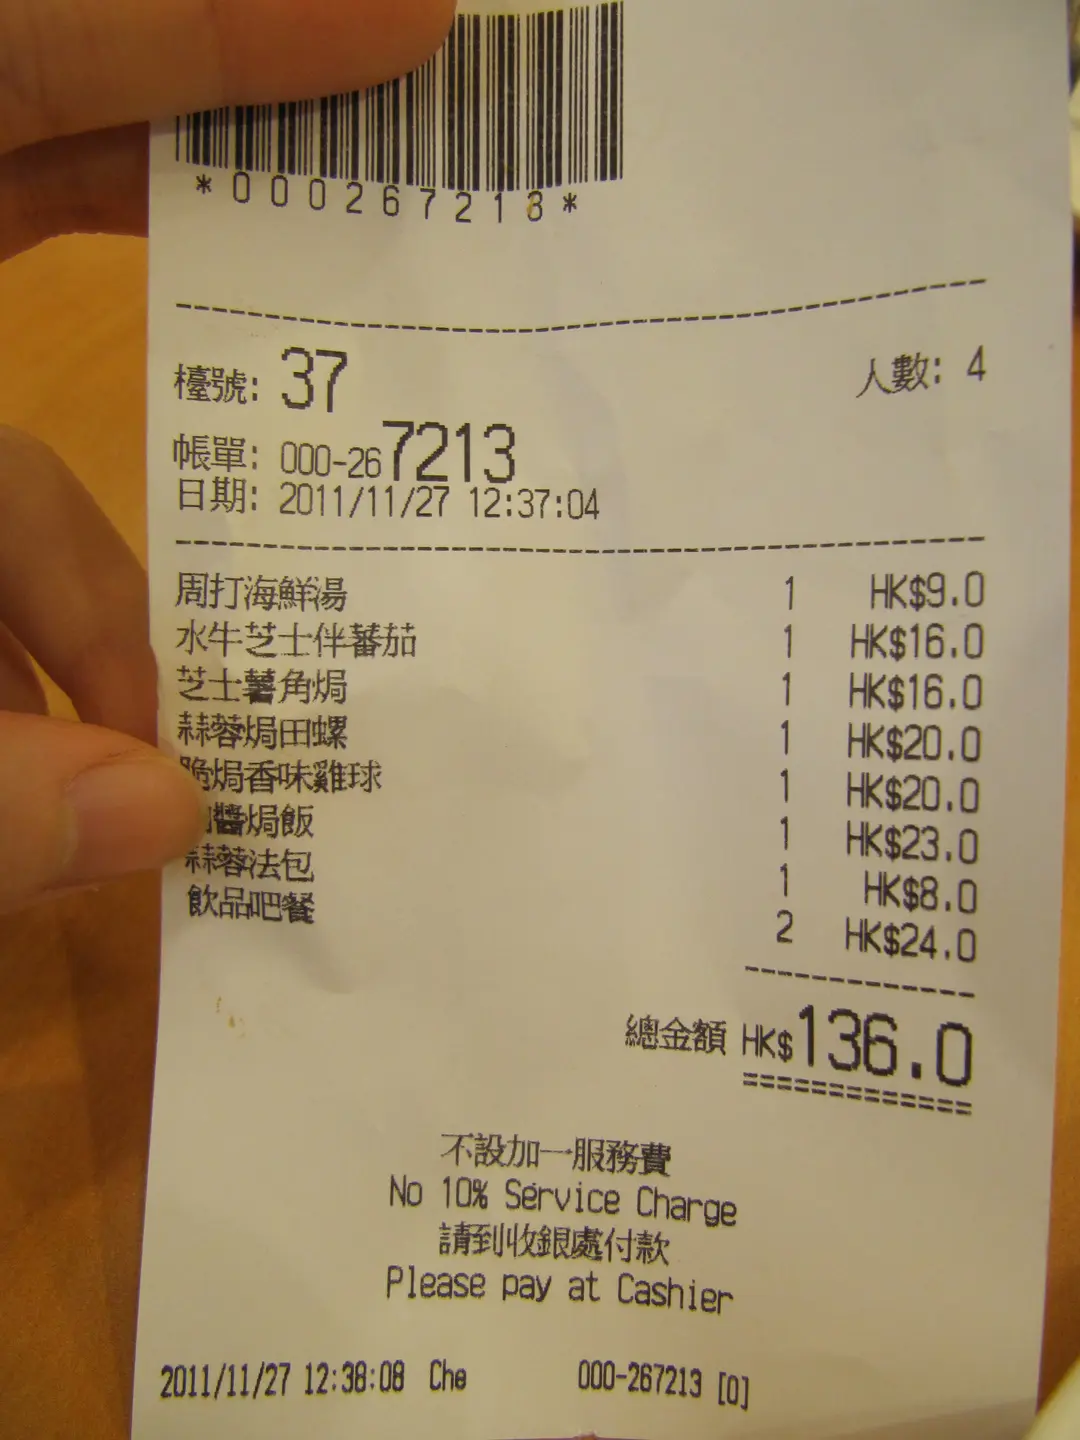 *000267213*
檯號: 37 人數: 4
帳單: 000-267213
日期: 2011/11/27 12:37:04
周打海鮮湯 1 HK$9.0
水牛芝士伴蕃茄 1 HK$16.0
芝士薯角焗 1 HK$16.0
蒜蓉焗田螺 1 HK$20.0
脆焗香味雞球 1 HK$20.0
醬焗飯 1 HK$23.0
蒜蓉法包 1 HK$8.0
飲品吧餐 2 HK$24.0
總金額 HK$136.0
不設加一服務費
No 10% Service Charge
請到收銀處付款
Please pay at Cashier
2011/11/27 12:38:08 Che 000-267213 [0]